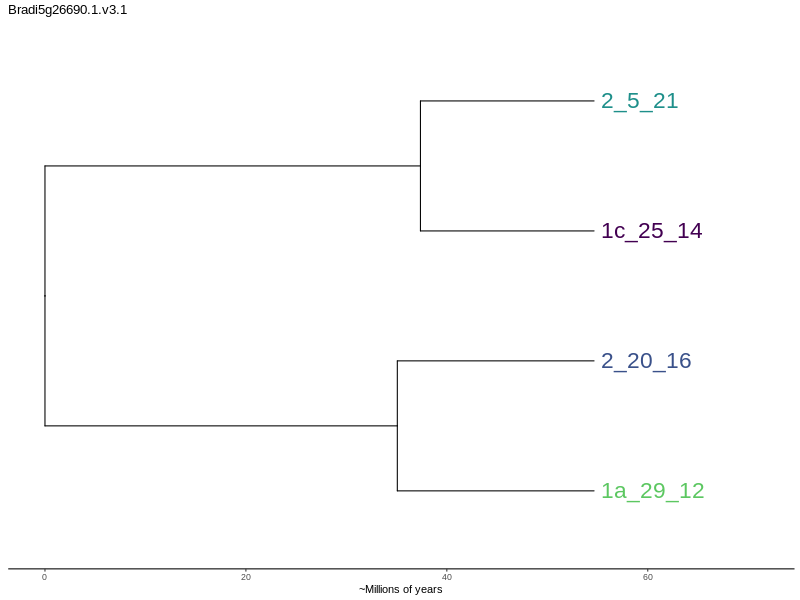 Bradi5g26690.1.v3.1
2_5_21
1c_25_14
2_20_16
1a_29_12
0 20 40 60
~Millions of years